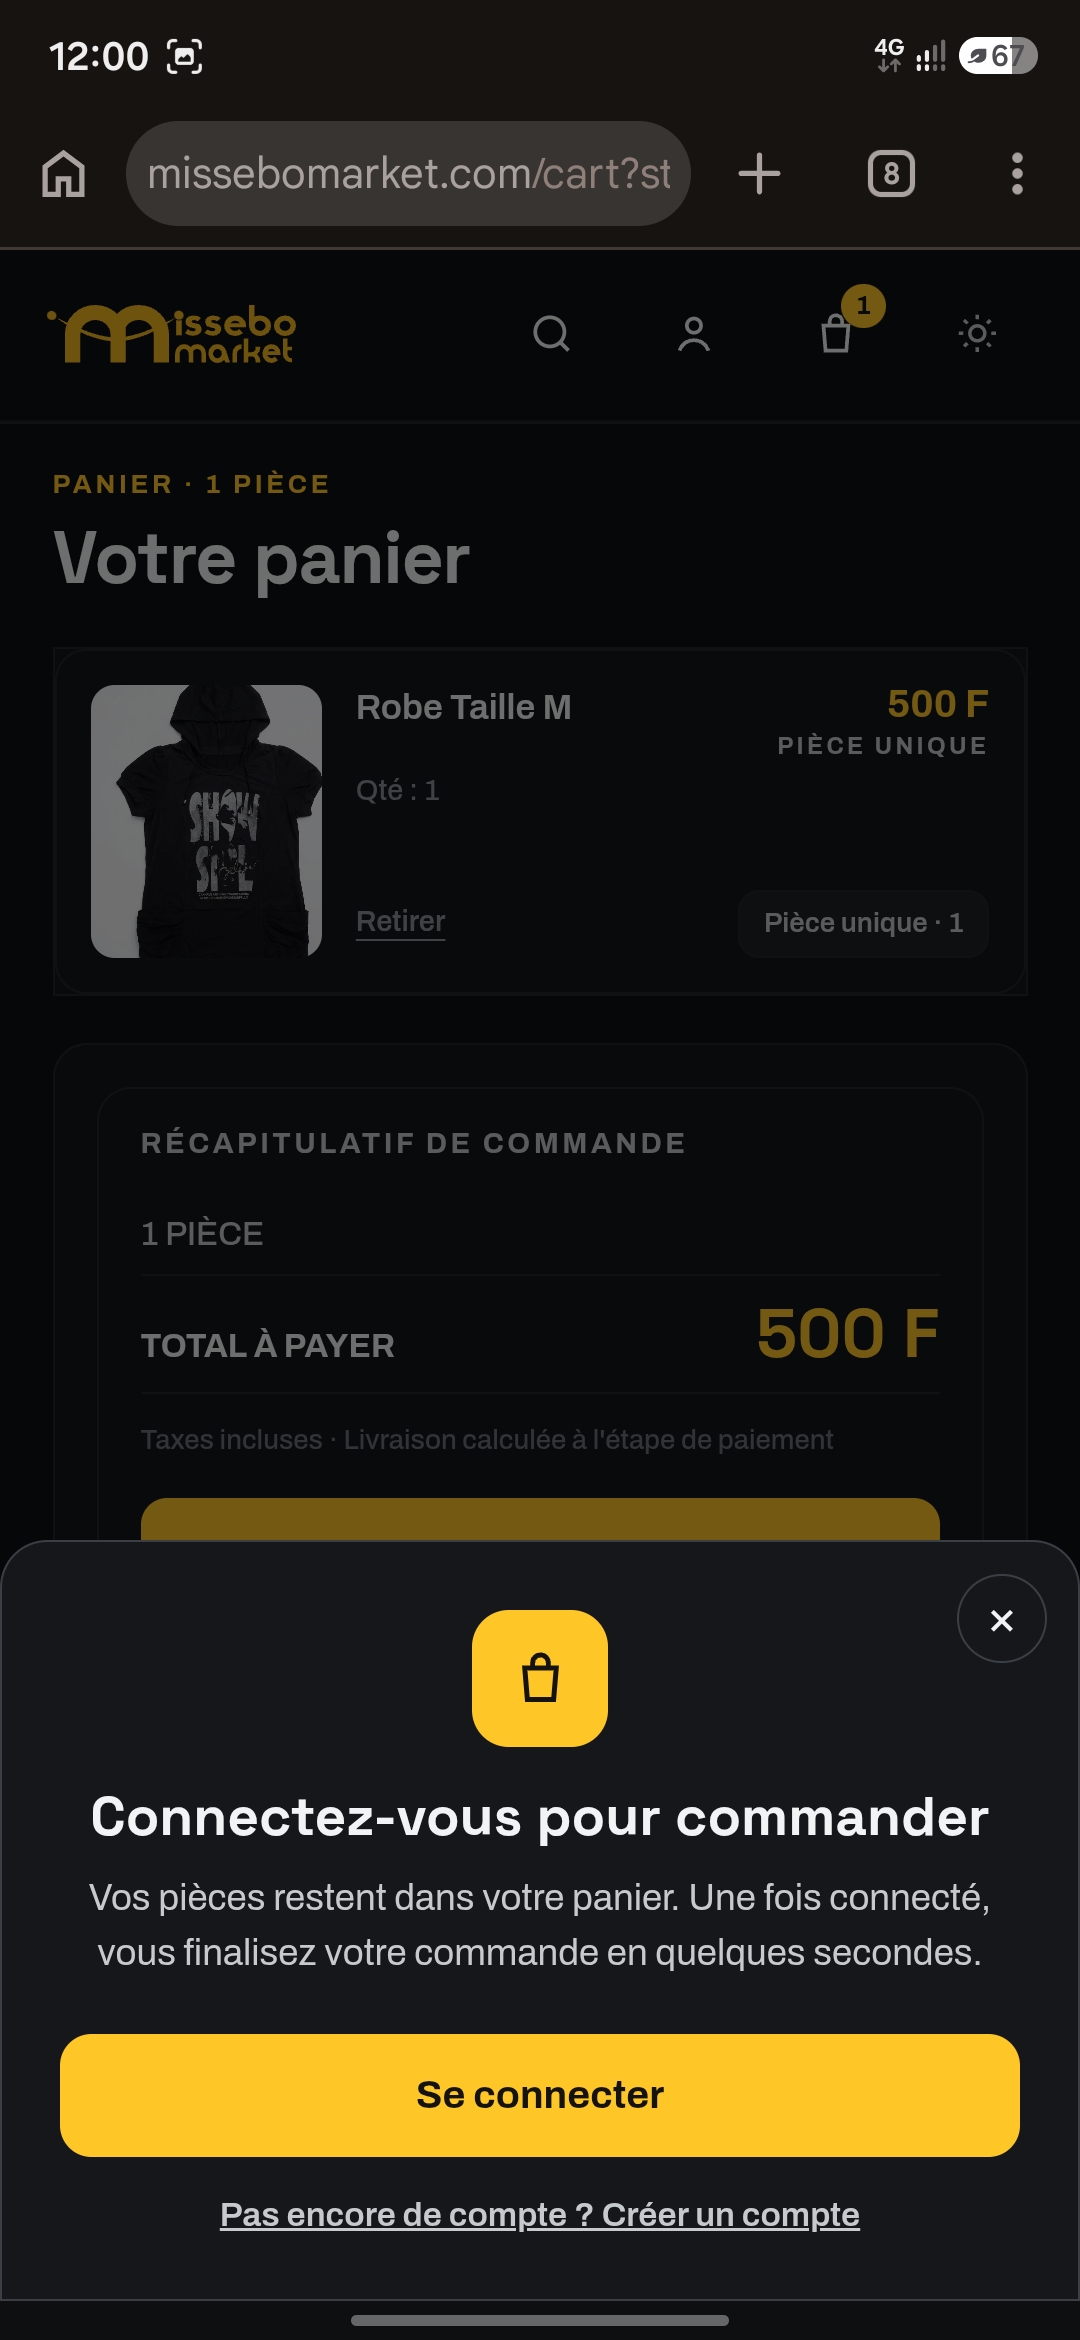 12:00
4G
67
missebomarket.com/cart?st
8
issebo
market
1
PANIER · 1 PIÈCE
Votre panier
Robe Taille M
500 F
PIÈCE UNIQUE
Qté : 1
SHOW
Retirer
Pièce unique · 1
RÉCAPITULATIF DE COMMANDE
1 PIÈCE
TOTAL À PAYER
500 F
Taxes incluses · Livraison calculée à l'étape de paiement
Connectez-vous pour commander
Vos pièces restent dans votre panier. Une fois connecté,
vous finalisez votre commande en quelques secondes.
Se connecter
Pas encore de compte ? Créer un compte